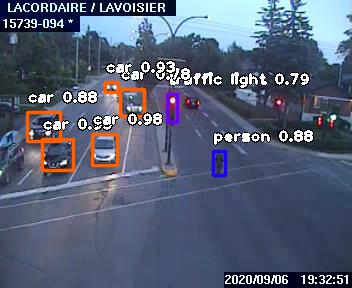 LACORDAIRE / LAVOISIER
15739-094 *
car 0.93
traffic light 0.79
car 0.88
car 0.98
person 0.88
2020/09/06 19:32:51